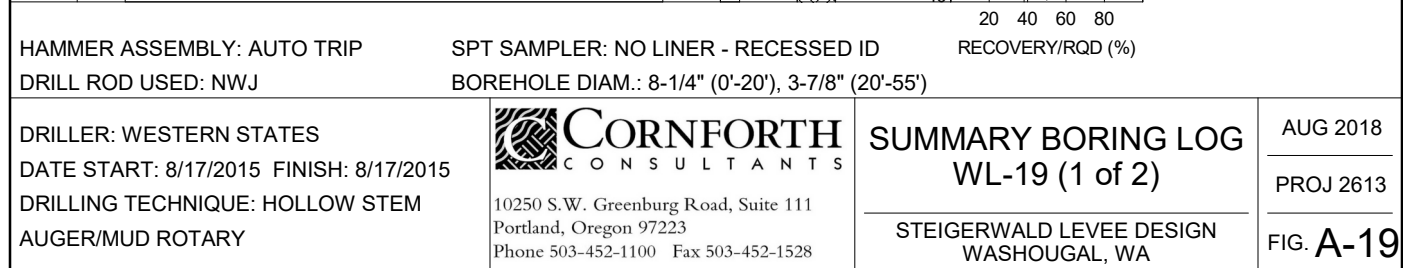 20 40 60 80
RECOVERY/RQD (%)
HAMMER ASSEMBLY: AUTO TRIP
SPT SAMPLER: NO LINER - RECESSED ID
DRILL ROD USED: NWJ
BOREHOLE DIAM.: 8-1/4" (0'-20'), 3-7/8" (20'-55')
DRILLER: WESTERN STATES
DATE START: 8/17/2015 FINISH: 8/17/2015
DRILLING TECHNIQUE: HOLLOW STEM
AUGER/MUD ROTARY
CORNFORTH
CONSULTANTS
10250 S.W. Greenburg Road, Suite 111
Portland, Oregon 97223
Phone 503-452-1100 Fax 503-452-1528
SUMMARY BORING LOG
WL-19 (1 of 2)
STEIGERWALD LEVEE DESIGN
WASHOUGAL, WA
AUG 2018
PROJ 2613
FIG. A-19